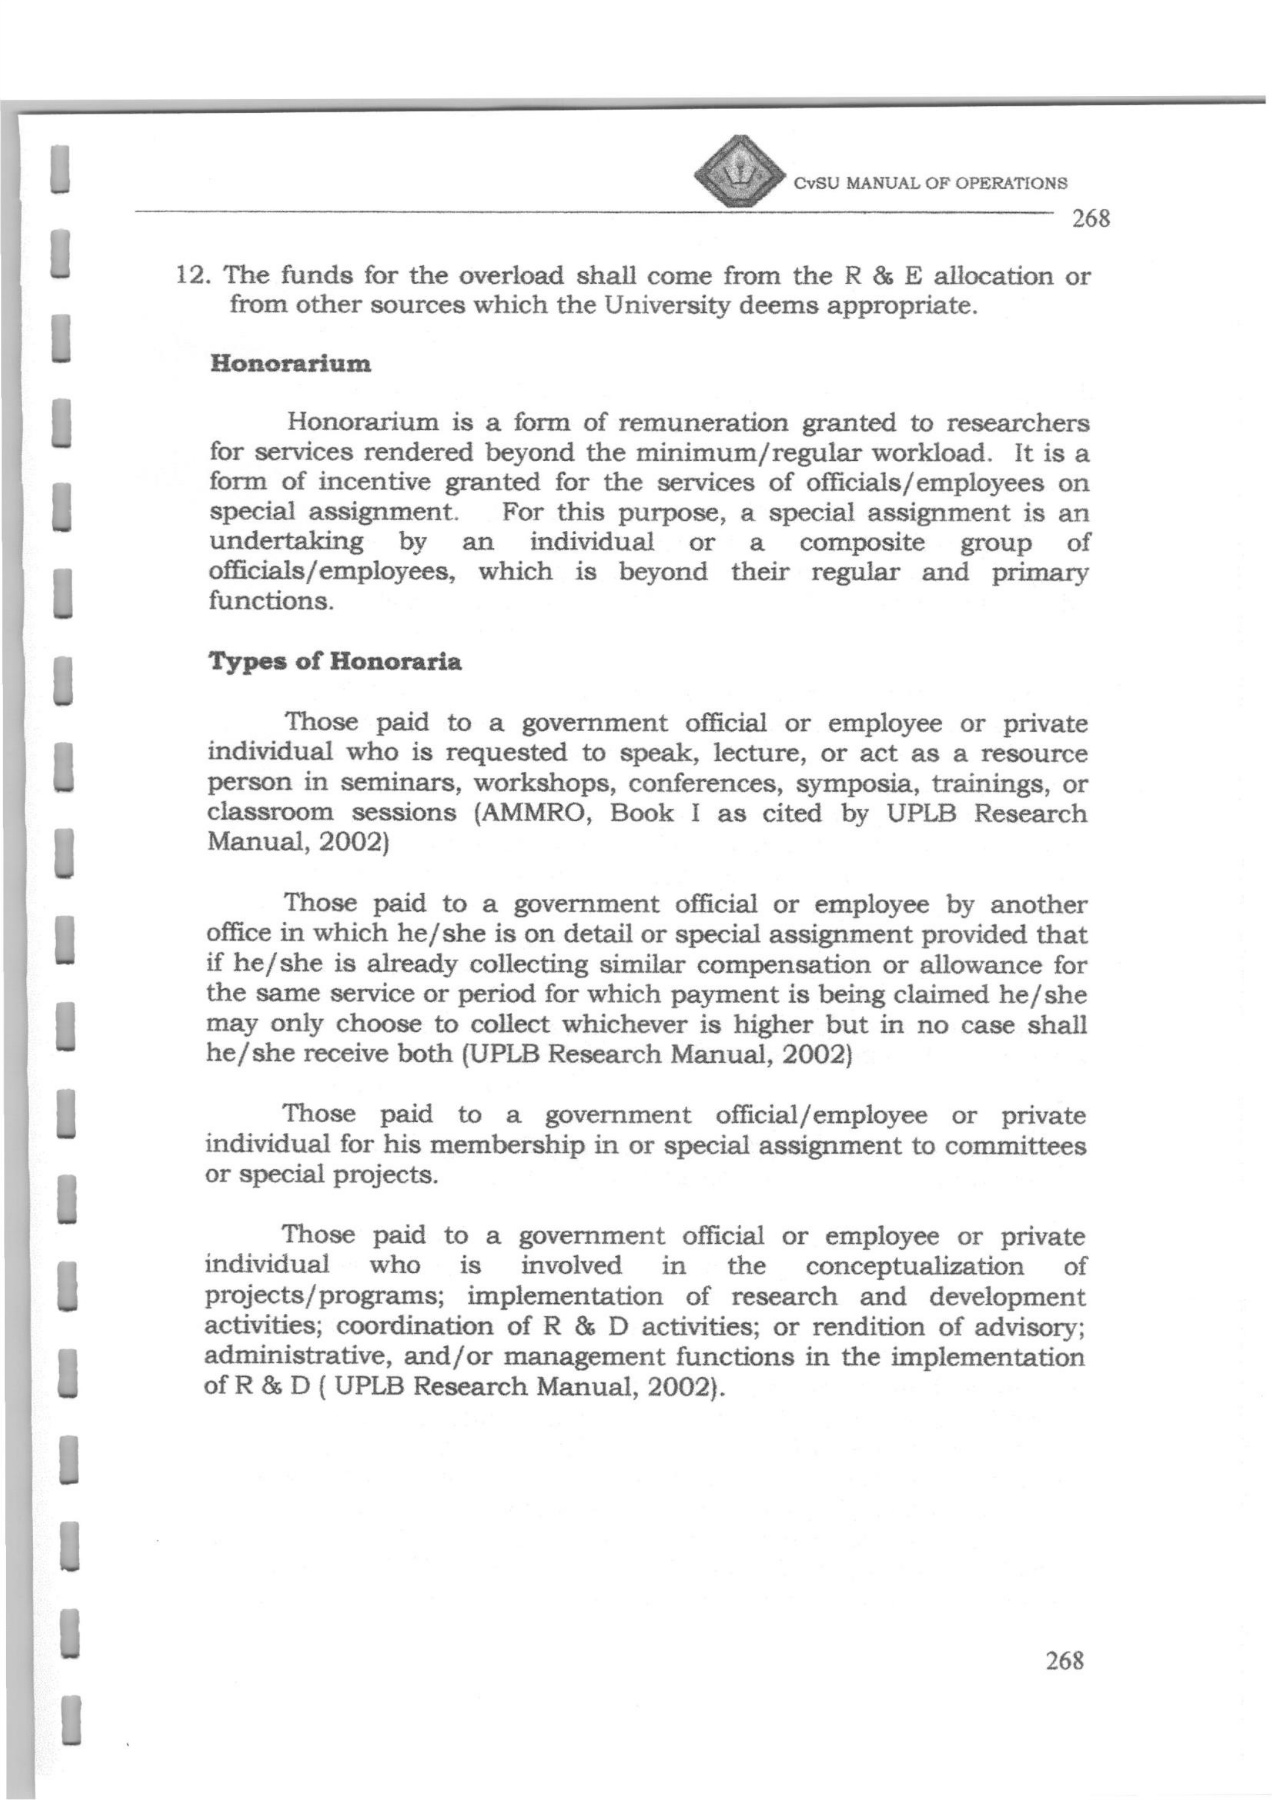 CvSU MANUAL OF OPERATIONS
268
12. The funds for the overload shall come from the R & E allocation or
from other sources which the University deems appropriate.
Honorarium
Honorarium is a form of remuneration granted to researchers
for services rendered beyond the minimum/regular workload. It is a
form of incentive granted for the services of officials/employees on
special assignment. For this purpose, a special assignment is an
undertaking by an individual or a composite group of
officials/employees, which is beyond their regular and primary
functions.
Types of Honoraria
Those paid to a government official or employee or private
individual who is requested to speak, lecture, or act as a resource
person in seminars, workshops, conferences, symposia, trainings, or
classroom sessions (AMMRO, Book I as cited by UPLB Research
Manual, 2002)
Those paid to a government official or employee by another
office in which he/she is on detail or special assignment provided that
if he/she is already collecting similar compensation or allowance for
the same service or period for which payment is being claimed he/she
may only choose to collect whichever is higher but in no case shall
he/she receive both (UPLB Research Manual, 2002)
Those paid to a government official/employee or private
individual for his membership in or special assignment to committees
or special projects.
Those paid to a government official or employee or private
individual who is involved in the conceptualization of
projects/programs; implementation of research and development
activities; coordination of R & D activities; or rendition of advisory;
administrative, and/or management functions in the implementation
of R & D ( UPLB Research Manual, 2002).
268